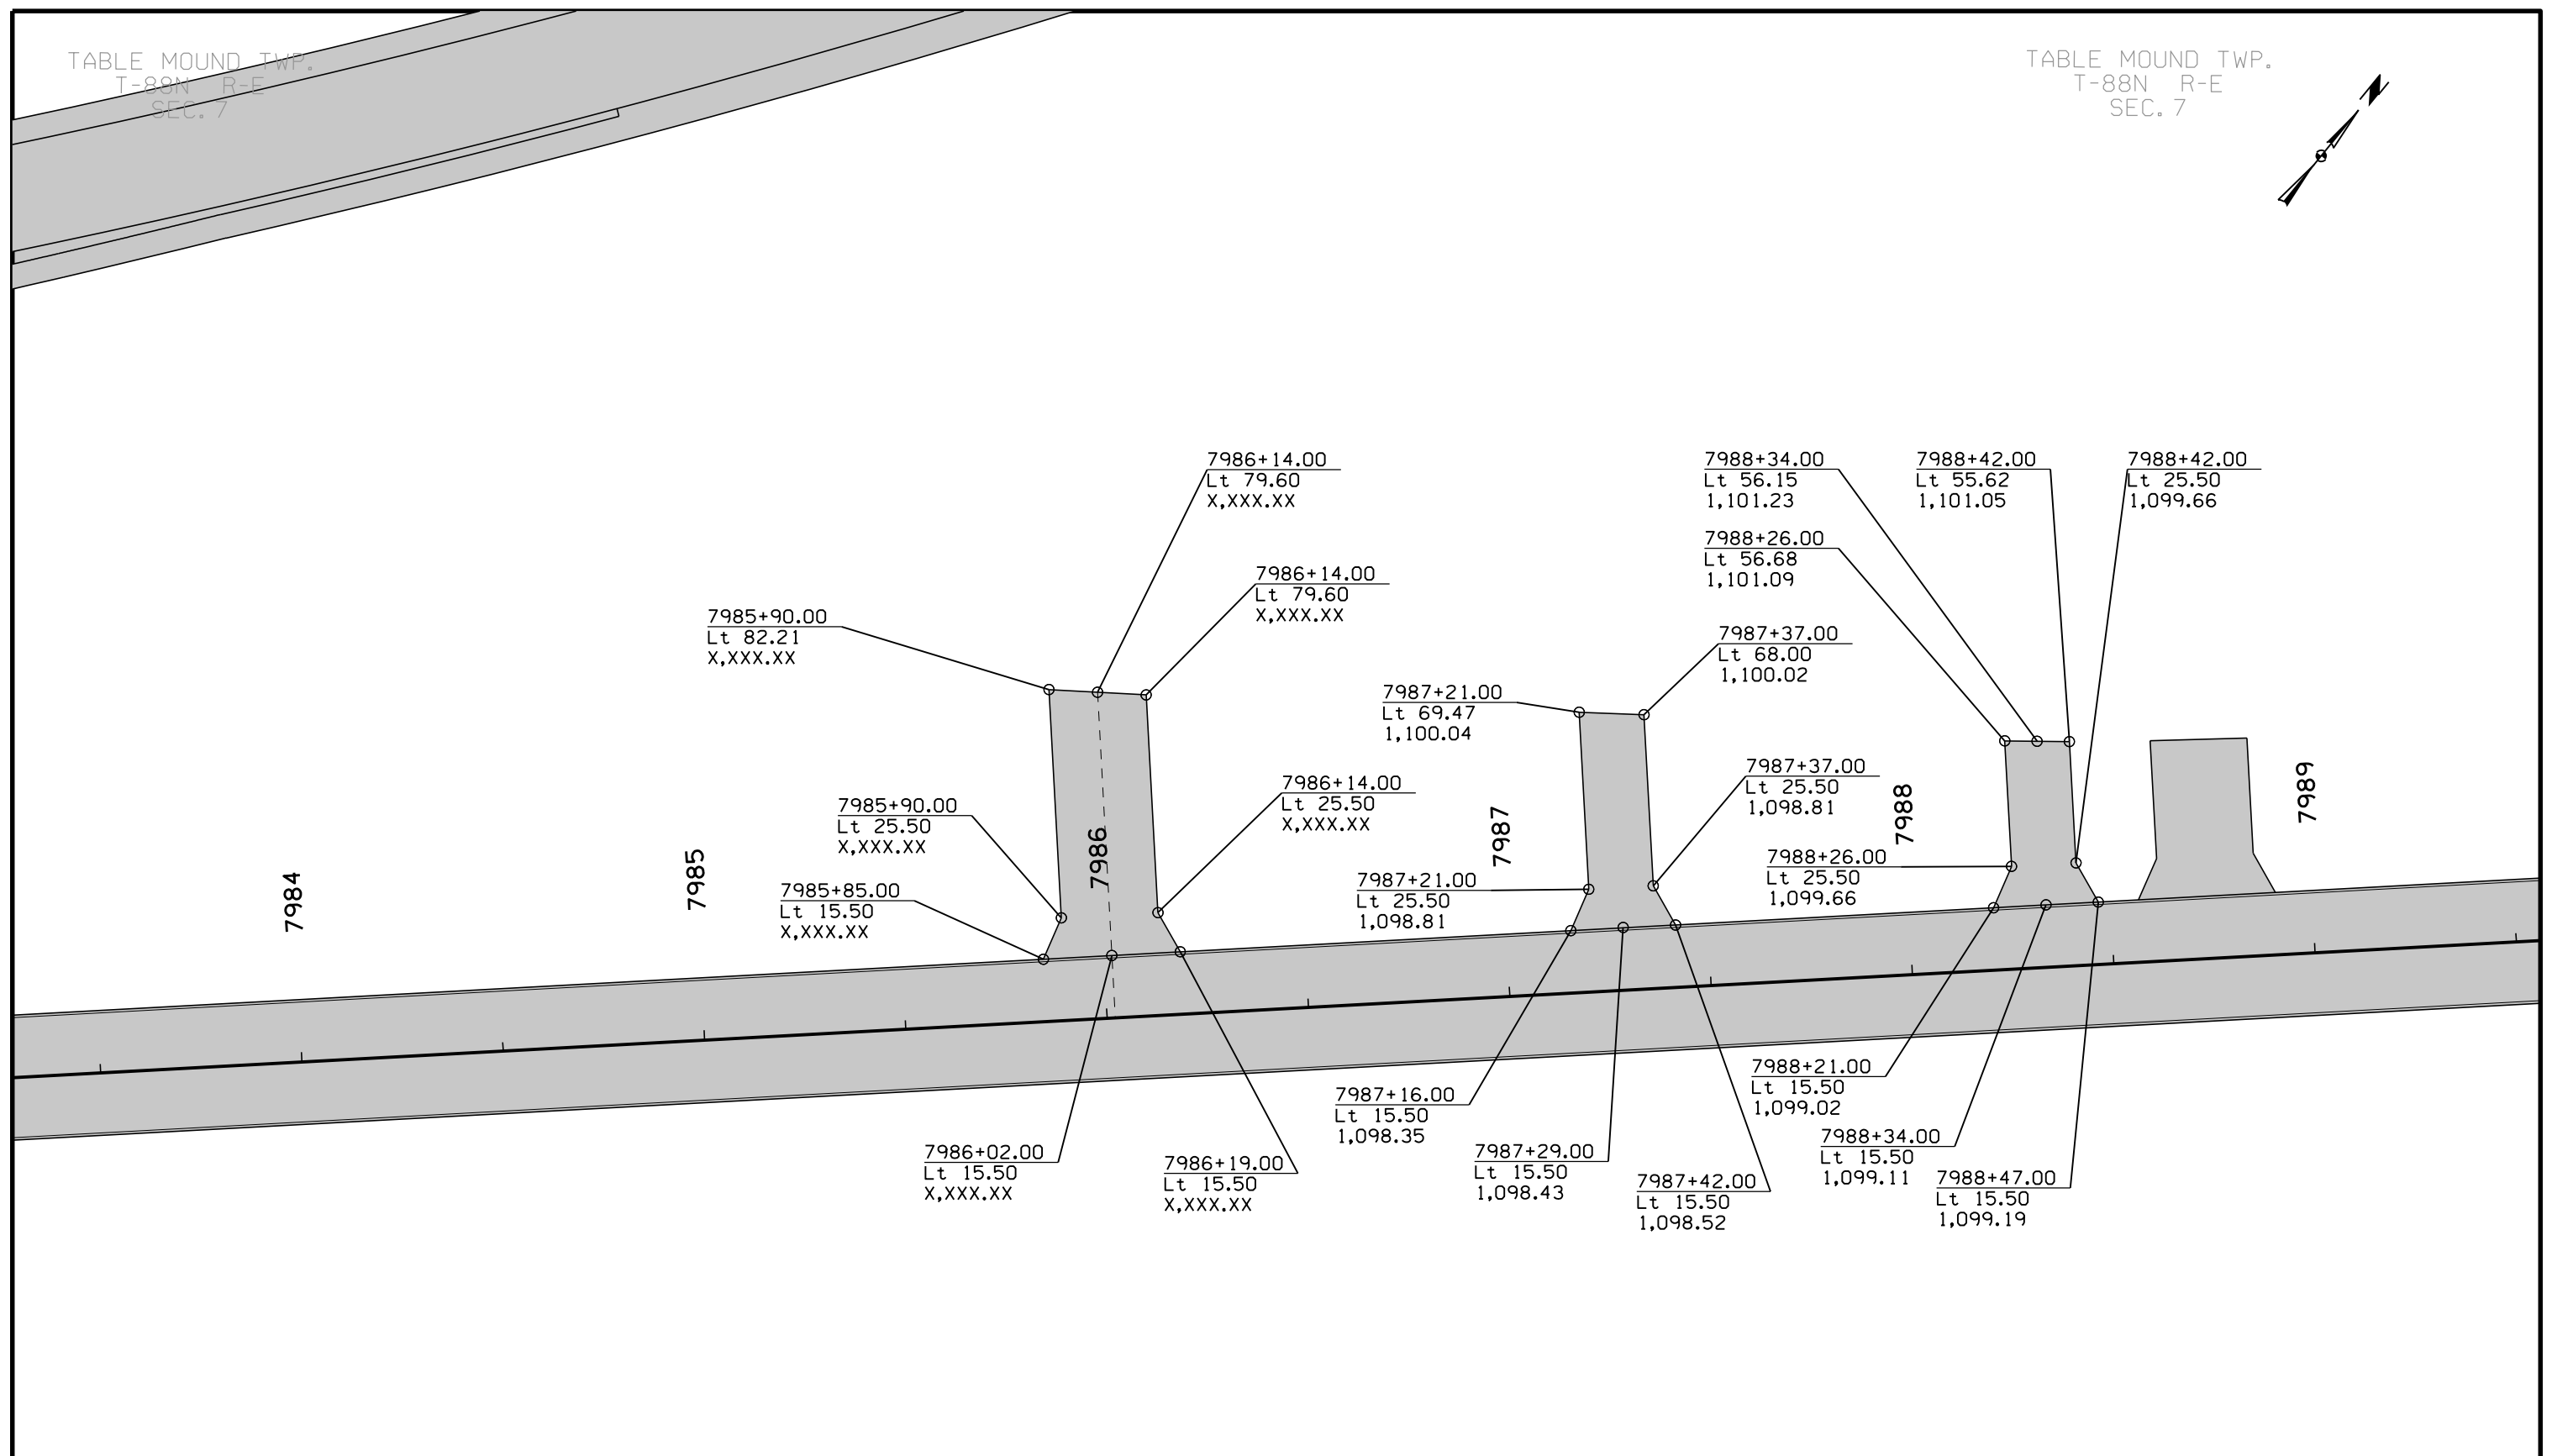 TABLE MOUND TWP.
T-88N R-E
SEC. 7
TABLE MOUND TWP.
T-88N R-E
SEC. 7
7986+14.00
Lt 79.60
X,XXX.XX
7988+34.00
Lt 56.15
1,101.23
7988+42.00
Lt 55.62
1,101.05
7988+42.00
Lt 25.50
1,099.66
7988+26.00
Lt 56.68
1,101.09
7986+14.00
Lt 79.60
X,XXX.XX
7985+90.00
Lt 82.21
X,XXX.XX
7987+37.00
Lt 68.00
1,100.02
7987+21.00
Lt 69.47
1,100.04
7987+37.00
Lt 25.50
1,098.81
7986+14.00
Lt 25.50
X,XXX.XX
7985+90.00
Lt 25.50
X,XXX.XX
7988+26.00
Lt 25.50
1,099.66
7987+21.00
Lt 25.50
1,098.81
7985+85.00
Lt 15.50
X,XXX.XX
7984
7985
7986
7987
7988
7989
7988+21.00
Lt 15.50
1,099.02
7987+16.00
Lt 15.50
1,098.35
7988+34.00
Lt 15.50
1,099.11
7986+02.00
Lt 15.50
X,XXX.XX
7987+29.00
Lt 15.50
1,098.43
7986+19.00
Lt 15.50
X,XXX.XX
7988+47.00
Lt 15.50
1,099.19
7987+42.00
Lt 15.50
1,098.52
N